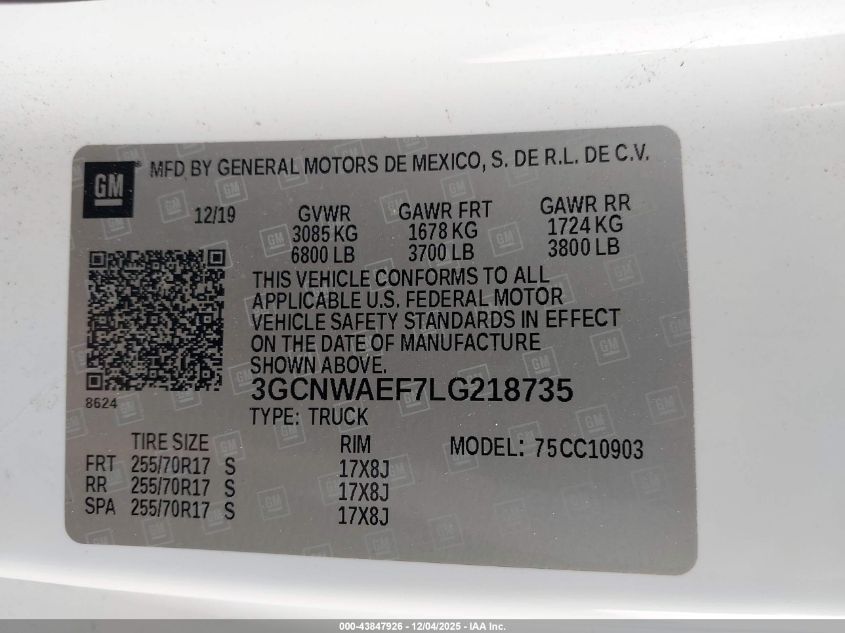 GM
® MFD BY GENERAL MOTORS DE MEXICO, S. DE R.L. DE C.V.
12/19 GVWR GAWR FRT GAWR RR
3085 KG 1678 KG 1724 KG
6800 LB 3700 LB 3800 LB
THIS VEHICLE CONFORMS TO ALL
APPLICABLE U.S. FEDERAL MOTOR
VEHICLE SAFETY STANDARDS IN EFFECT
ON THE DATE OF MANUFACTURE
SHOWN ABOVE.
8624
3GCNWAEF7LG218735
TYPE: TRUCK
TIRE SIZE RIM MODEL: 75CC10903
FRT 255/70R17 S 17X8J
RR 255/70R17 S 17X8J
SPA 255/70R17 S 17X8J
000-43847926 - 12/04/2025 - IAA Inc.